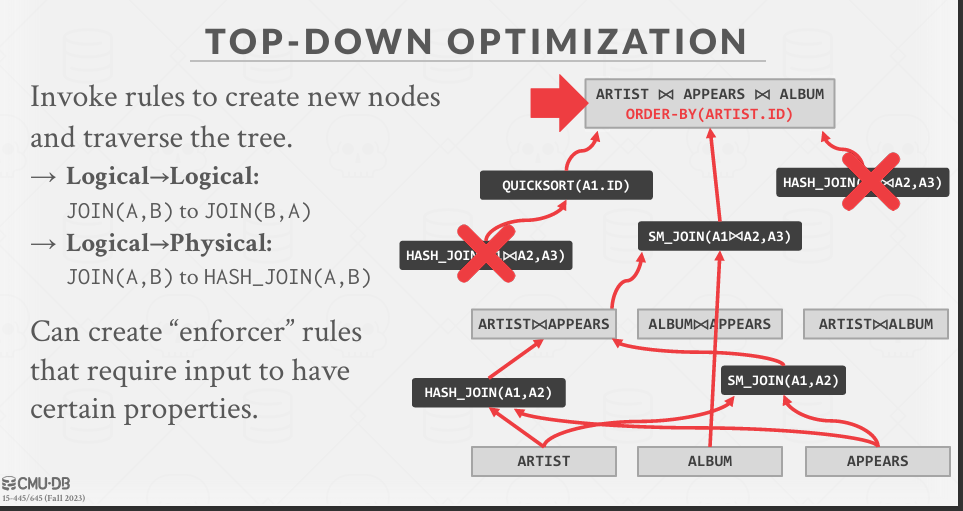 TOP-DOWN OPTIMIZATION
Invoke rules to create new nodes
and traverse the tree.
→ Logical→Logical:
JOIN(A,B) to JOIN(B,A)
→ Logical→Physical:
JOIN(A,B) to HASH_JOIN(A,B)
Can create “enforcer” rules
that require input to have
certain properties.
ARTIST ⋈ APPEARS ⋈ ALBUM
ORDER-BY(ARTIST.ID)
QUICKSORT(A1.ID)
HASH_JOIN(⋈A2,A3)
SM_JOIN(A1⋈A2,A3)
HASH_JOIN(1⋈A2,A3)
ARTIST⋈APPEARS
ALBUM⋈APPEARS
ARTIST⋈ALBUM
HASH_JOIN(A1,A2)
SM_JOIN(A1,A2)
ARTIST
ALBUM
APPEARS
CMU·DB
15-445/645 (Fall 2023)